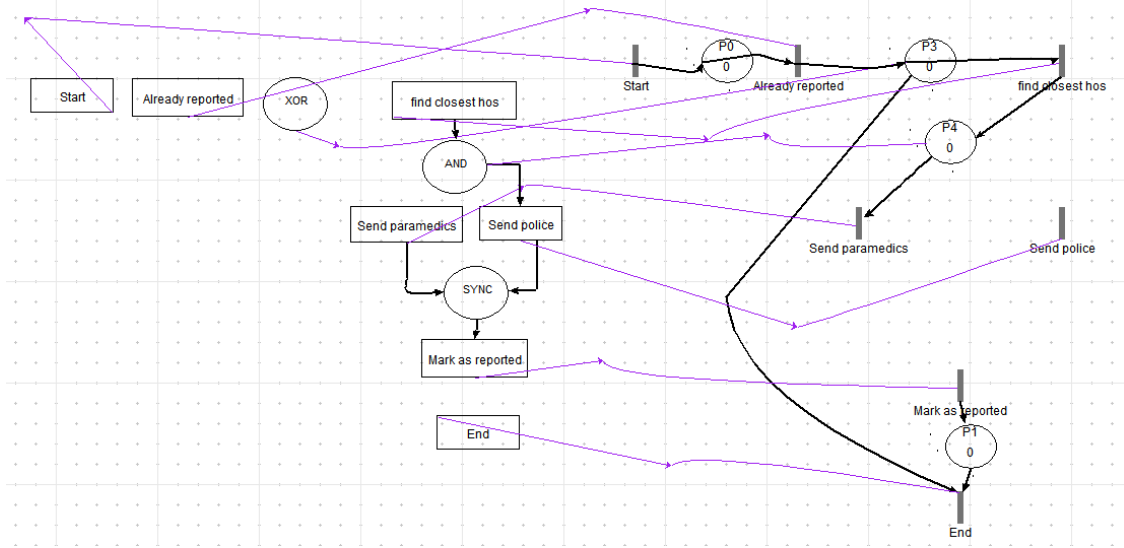 P0
0
P3
0
Start
Already reported
find closest hos
Start
Already reported
XOR
find closest hos
P4
0
AND
Send paramedics
Send police
Send paramedics
Send police
SYNC
Mark as reported
Mark as reported
End
P1
0
End